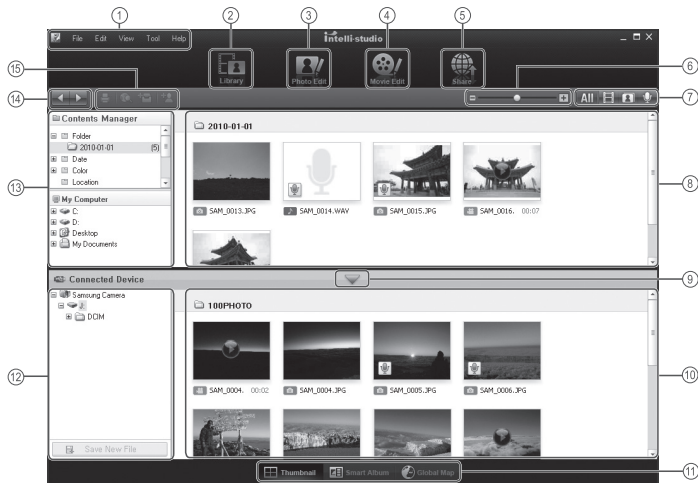 1 2 3 4 5
File Edit View Tool Help
intelli-studio
Library Photo Edit Movie Edit Share
15
6
14
7
All
Contents Manager
Folder
2010-01-01 (5)
Date
Color
Location
13
My Computer
C:
D:
Desktop
My Documents
2010-01-01
SAM_0013.JPG SAM_0014.WAV SAM_0015.JPG SAM_0016. 00:07
8
Connected Device
9
Samsung Camera
DCIM
12
Save New File
100PHOTO
SAM_0004. 00:02 SAM_0004.JPG SAM_0005.JPG SAM_0006.JPG
10
Thumbnail Smart Album Global Map
11